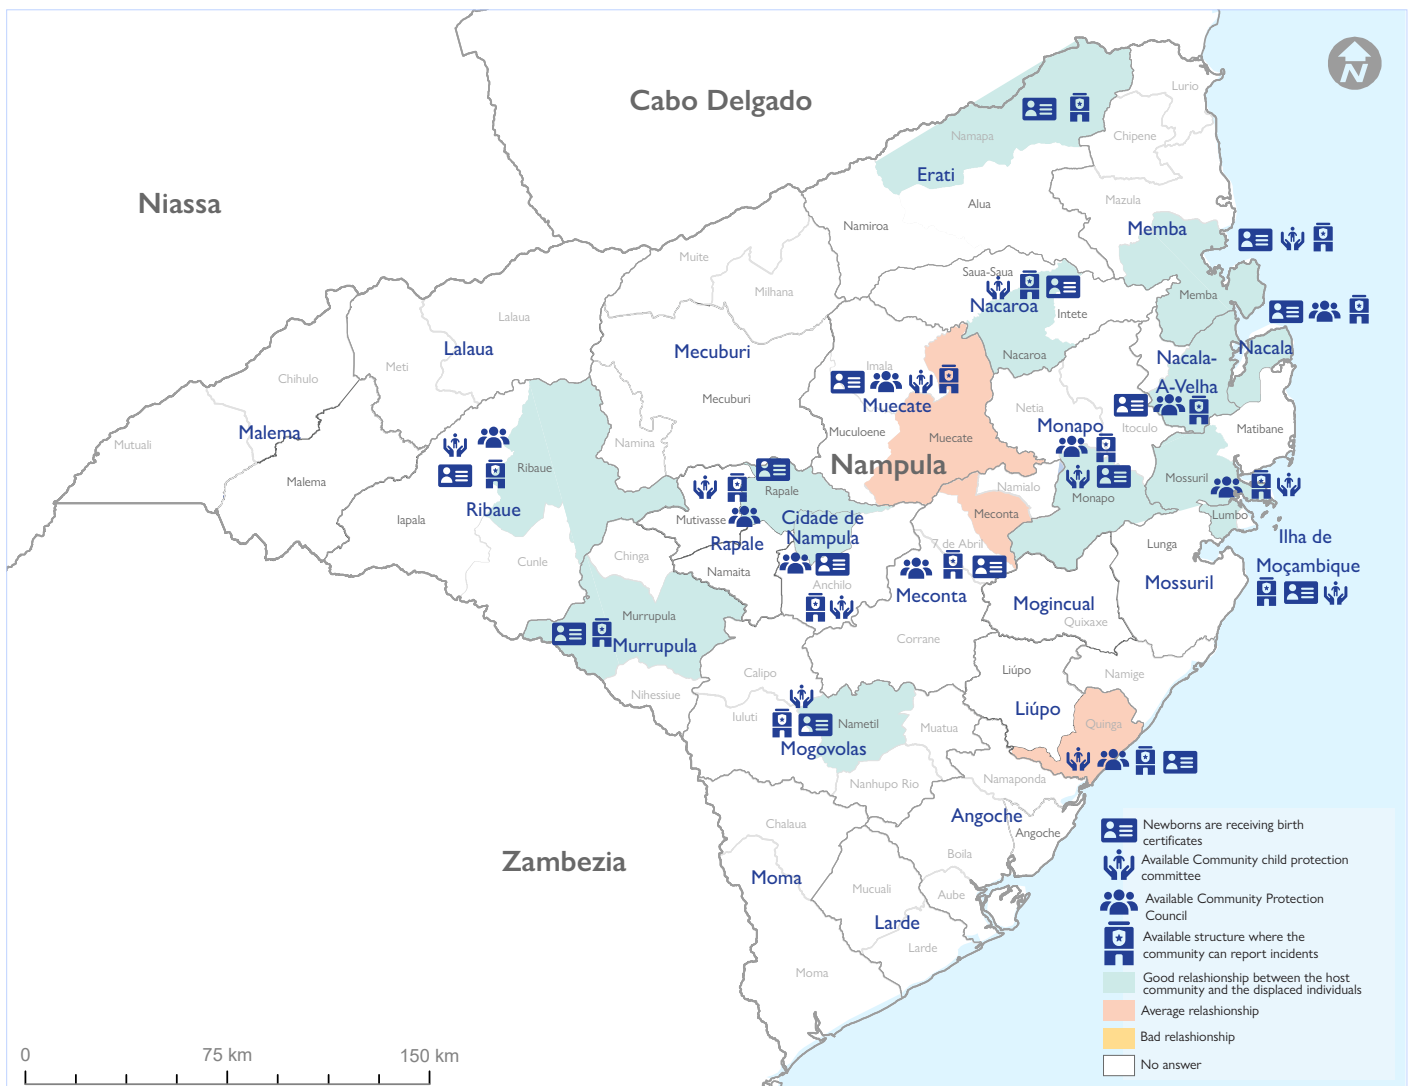 N
Cabo Delgado
Niassa
Lurio
Chipene
Namapa
Erati
Alua
Mazula
Namiroa
Memba
Muite
Milhana
Saua-Saua
Nacaroa
Intete
Memba
Lalaua
Lalaua
Mecuburi
Nacala-
A-Velha
Nacala
Nacaroa
Meti
Chihulo
Imala
Muecate
Mecuburi
Netia
Monapo
Itoculo
Matibane
Malema
Mutuali
Muculoene
Muecate
Namina
Nampula
Ribaue
Malema
Rapale
Namialo
Monapo
Mossuril
Ribaue
Iapala
Mutivasse
Cidade de
Nampula
Meconta
Lumbo
Rapale
7 de Abril
Lunga
Ilha de
Moçambique
Cunle
Chinga
Namaita
Anchilo
Meconta
Mogincual
Mossuril
Quixaxe
Murrupula
Murrupula
Corrane
Calipo
Liúpo
Namige
Nihessiue
Iuluti
Nametil
Muatua
Liúpo
Quinga
Mogovolas
Nanhupo Rio
Namaponda
Chalaua
Angoche
Angoche
Boila
Zambezia
Moma
Mucuali
Aube
Larde
Larde
Moma
Newborns are receiving birth
certificates
Available Community child protection
committee
Available Community Protection
Council
Available structure where the
community can report incidents
Good relashionship between the host
community and the displaced individuals
Average relashionship
Bad relashionship
No answer
0 75 km 150 km